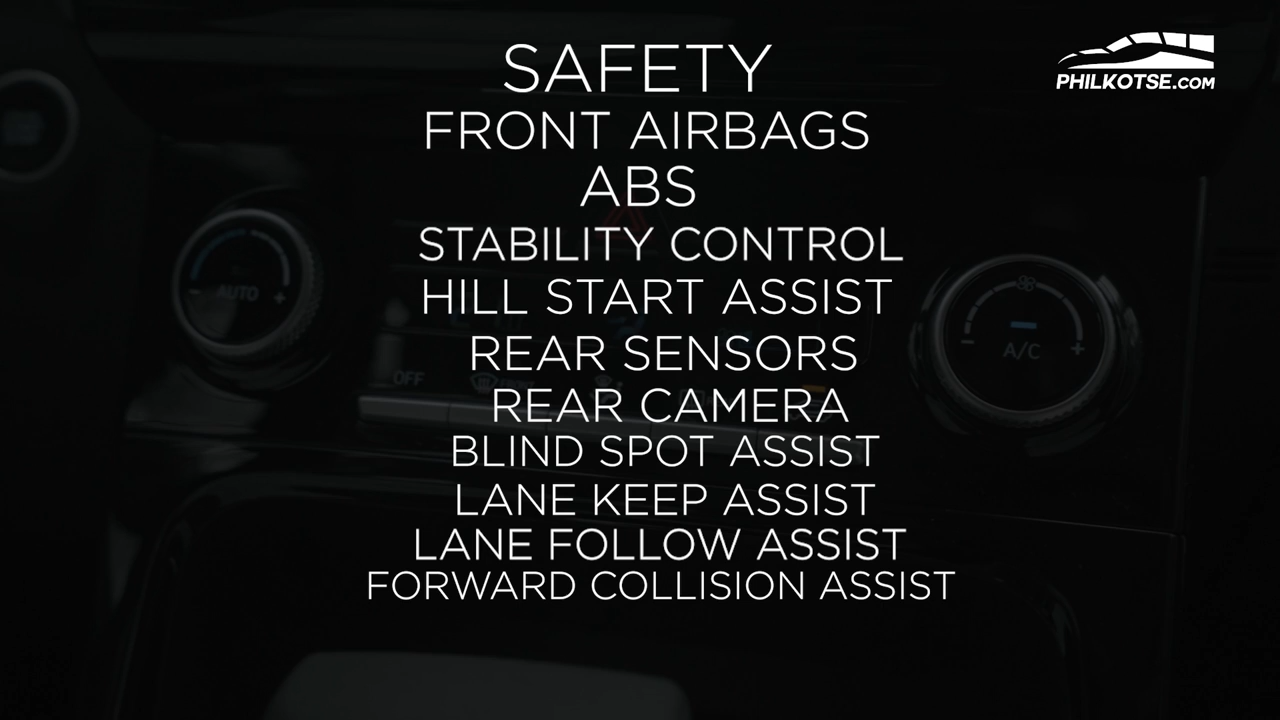 SAFETY
PHILKOTSE.COM
FRONT AIRBAGS
ABS
STABILITY CONTROL
HILL START ASSIST
AUTO
REAR SENSORS
A/C
OFF
REAR CAMERA
BLIND SPOT ASSIST
LANE KEEP ASSIST
LANE FOLLOW ASSIST
FORWARD COLLISION ASSIST